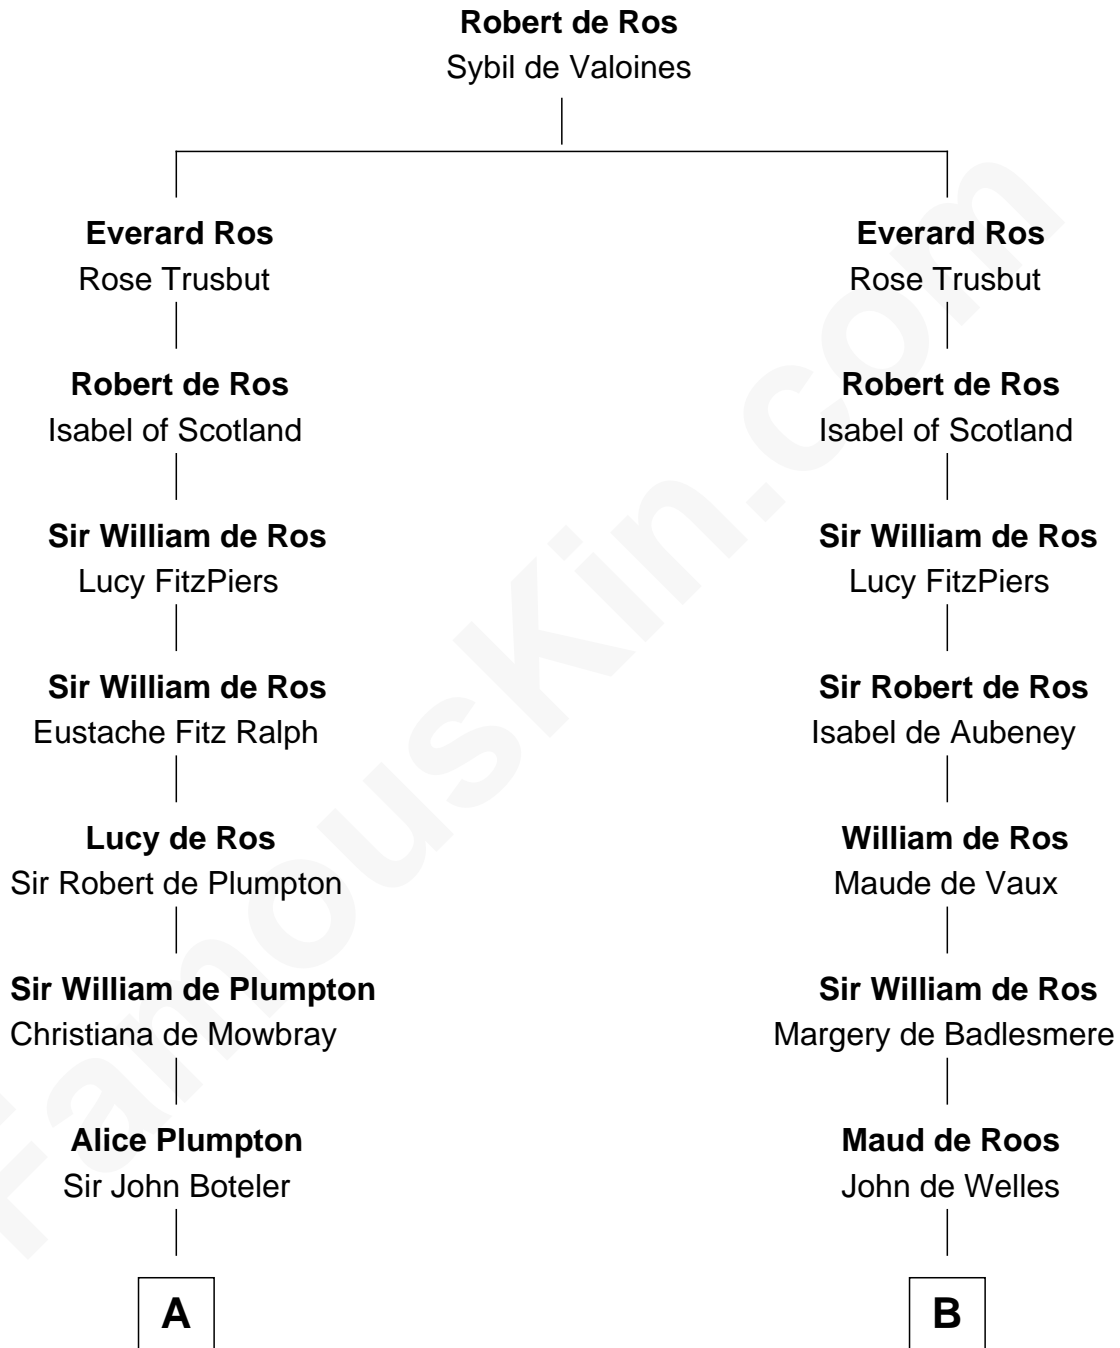 Robert de Ros
Sybil de Valoines
Everard Ros
Rose Trusbut
Everard Ros
Rose Trusbut
Robert de Ros
Isabel of Scotland
Robert de Ros
Isabel of Scotland
Sir William de Ros
Lucy FitzPiers
Sir William de Ros
Lucy FitzPiers
Sir William de Ros
Eustache Fitz Ralph
Sir Robert de Ros
Isabel de Aubeney
Lucy de Ros
Sir Robert de Plumpton
William de Ros
Maude de Vaux
Sir William de Plumpton
Christiana de Mowbray
Sir William de Ros
Margery de Badlesmere
Alice Plumpton
Sir John Boteler
Maud de Roos
John de Welles
A
B
FamousKin.com